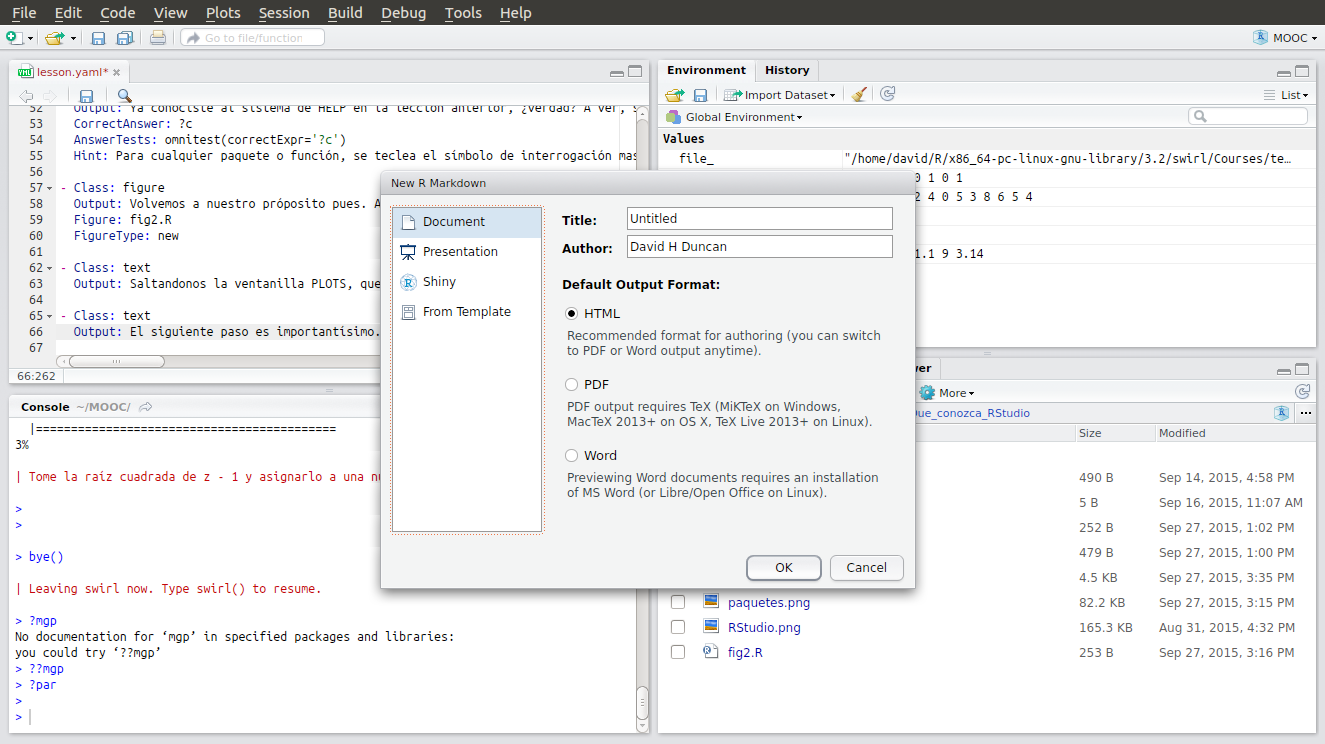 File Edit Code View Plots Session Build Debug Tools Help
Go to file/function
MOOC
lesson.yaml*
52 Output: Ya conociste al sistema de HELP en la lección anterior, ¿verdad? A ver, s
53 CorrectAnswer: ?c
54 AnswerTests: omnitest(correctExpr='?c')
55 Hint: Para cualquier paquete o función, se teclea el símbolo de interrogación mas
56
57 - Class: figure
58 Output: Volvemos a nuestro próposito pues. A
59 Figure: fig2.R
60 FigureType: new
61
62 - Class: text
63 Output: Saltandonos la ventanilla PLOTS, que
64
65 - Class: text
66 Output: El siguiente paso es importantisimo.
67
66:262
Console ~/MOOC/
|==========================================
3%
| Tome la raíz cuadrada de z - 1 y asignarlo a una nu
>
>
> bye()
| Leaving swirl now. Type swirl() to resume.
> ?mgp
No documentation for ‘mgp’ in specified packages and libraries:
you could try ‘??mgp’
> ??mgp
> ?par
>
>
Environment History
Import Dataset
List
Global Environment
Values
file_ "/home/david/R/x86_64-pc-linux-gnu-library/3.2/swirl/Courses/te…
0 1 0 1
2 4 0 5 3 8 6 5 4
1.1 9 3.14
New R Markdown
Document
Presentation
Shiny
From Template
Title: Untitled
Author: David H Duncan
Default Output Format:
HTML
Recommended format for authoring (you can switch
to PDF or Word output anytime).
PDF
PDF output requires TeX (MiKTeX on Windows,
MacTeX 2013+ on OS X, TeX Live 2013+ on Linux).
Word
Previewing Word documents requires an installation
of MS Word (or Libre/Open Office on Linux).
OK Cancel
wer
More
Que_conozca_RStudio
Size Modified
490 B Sep 14, 2015, 4:58 PM
5 B Sep 16, 2015, 11:07 AM
252 B Sep 27, 2015, 1:02 PM
479 B Sep 27, 2015, 1:00 PM
4.5 KB Sep 27, 2015, 3:35 PM
paquetes.png 82.2 KB Sep 27, 2015, 3:15 PM
RStudio.png 165.3 KB Aug 31, 2015, 4:32 PM
fig2.R 253 B Sep 27, 2015, 3:16 PM